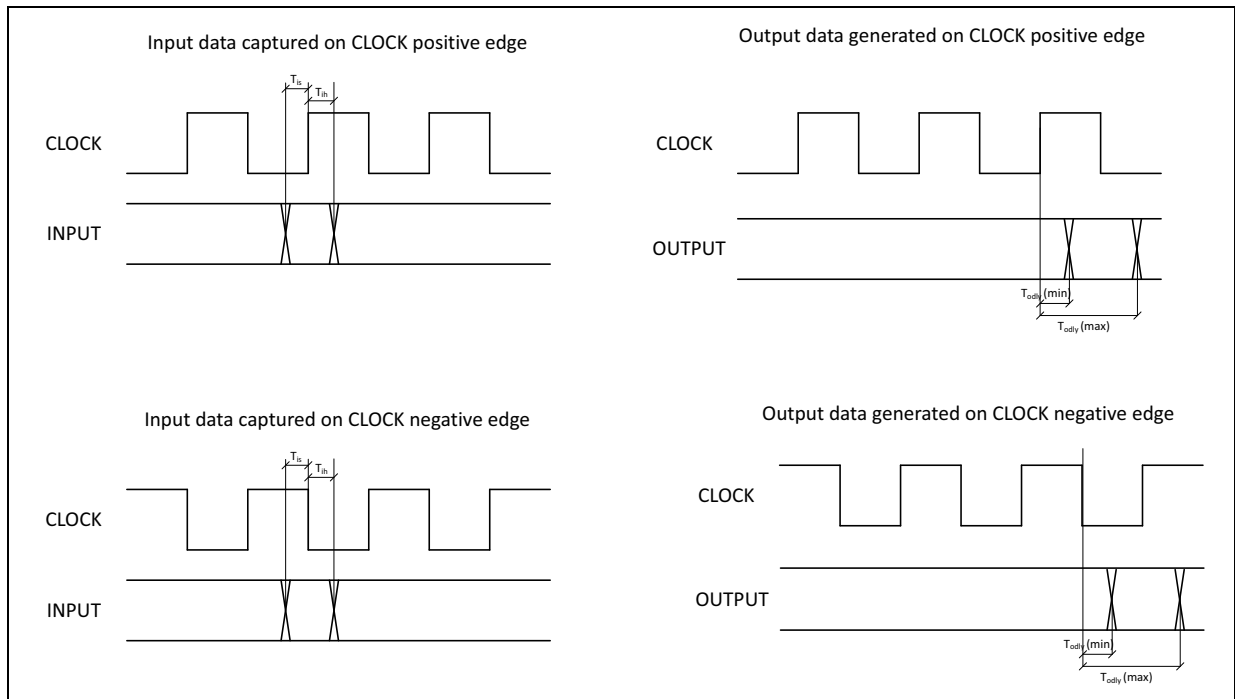 Input data captured on CLOCK positive edge
Tis
Tih
CLOCK
INPUT
Output data generated on CLOCK positive edge
CLOCK
OUTPUT
Todly (min)
Todly (max)
Input data captured on CLOCK negative edge
Tis
Tih
CLOCK
INPUT
Output data generated on CLOCK negative edge
CLOCK
OUTPUT
Todly (min)
Todly (max)